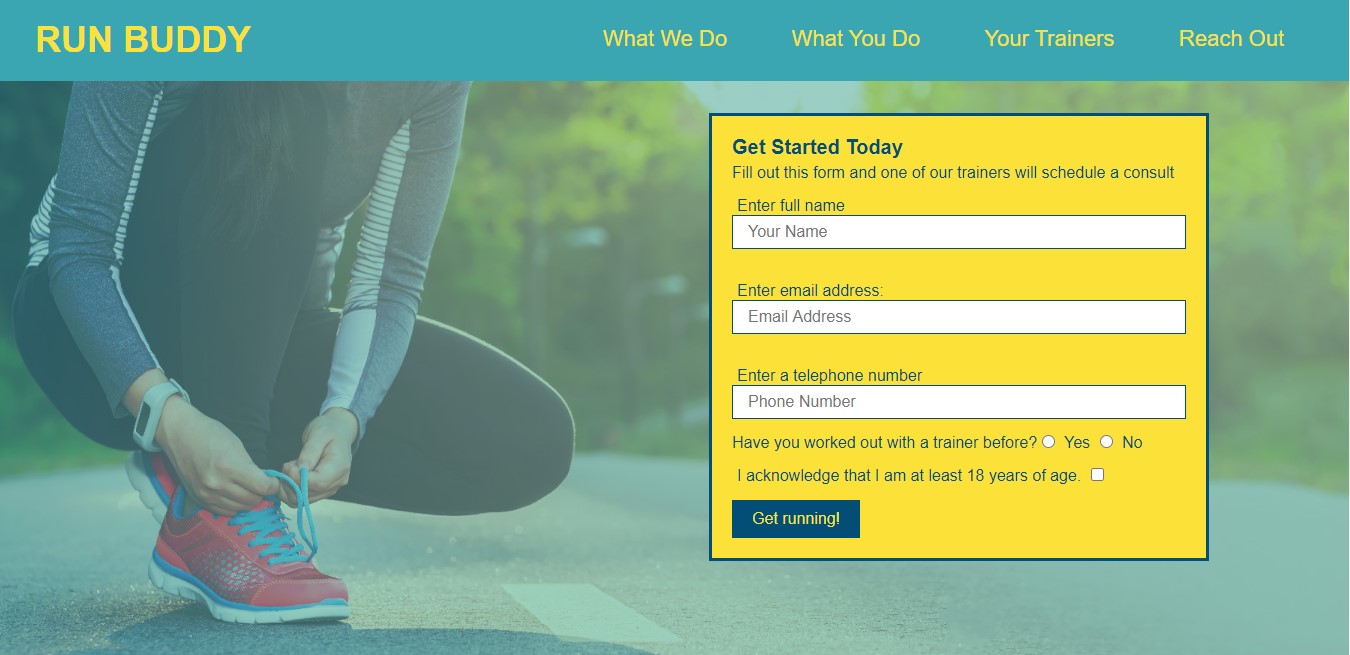 RUN BUDDY
What We Do What You Do Your Trainers Reach Out
Get Started Today
Fill out this form and one of our trainers will schedule a consult
Enter full name
Your Name
Enter email address:
Email Address
Enter a telephone number
Phone Number
Have you worked out with a trainer before? Yes No
I acknowledge that I am at least 18 years of age.
Get running!